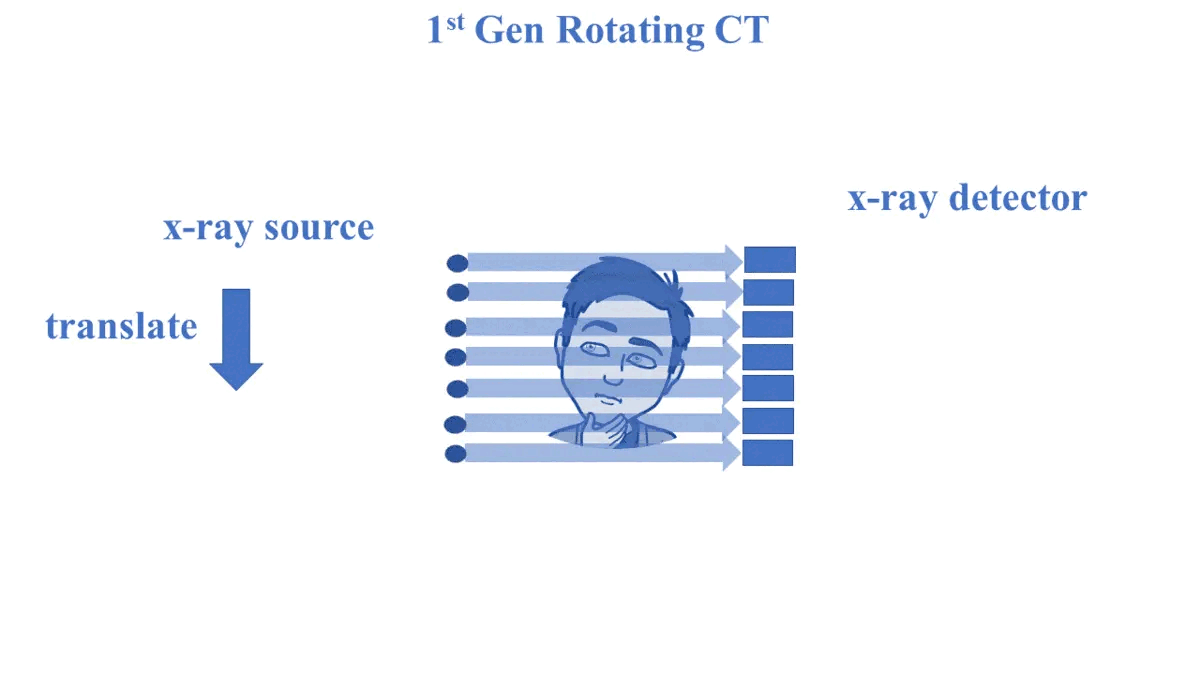 1st Gen Rotating CT
x-ray detector
x-ray source
translate